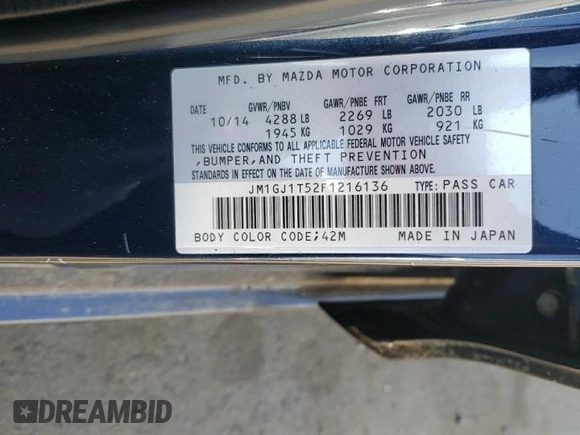 MFD. BY MAZDA MOTOR CORPORATION
DATE GVWR/PNBV GAWR/PNBE FRT GAWR/PNBE RR
10/14 4288 LB 2269 LB 2030 LB
1945 KG 1029 KG 921 KG
THIS VEHICLE CONFORMS TO ALL APPLICABLE FEDERAL MOTOR VEHICLE SAFETY
,BUMPER,AND THEFT PREVENTION
STANDARDS IN EFFECT ON THE DATE OF MANUFACTURE SHOWN ABOVE.
JM1GJ1T52F1216136 TYPE: PASS CAR
BODY COLOR CODE;42M MADE IN JAPAN
DREAMBID